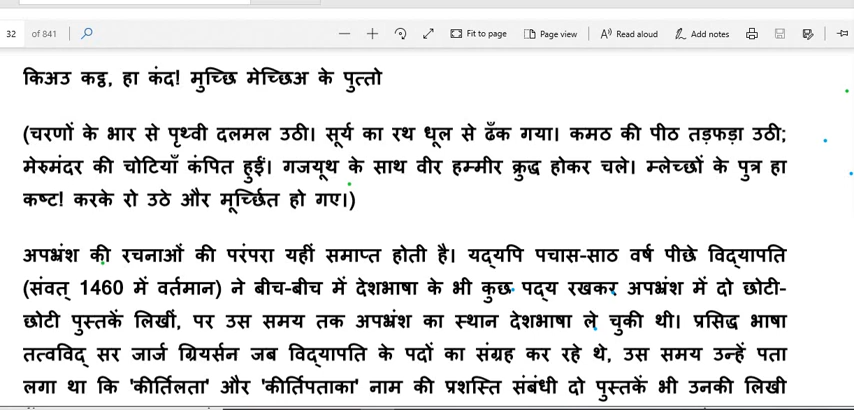 32 of 841 Fit to page Page view Read aloud Add notes
किअउ कट्ठ, हा कंद! मुच्छि मेच्छिअ के पुत्तो
(चरणों के भार से पृथ्वी दलमल उठी। सूर्य का रथ धूल से ढँक गया। कमठ की पीठ तड़फड़ा उठी;
मेरुमंदर की चोटियाँ कंपित हुईं। गजयूथ के साथ वीर हम्मीर क्रुद्ध होकर चले। म्लेच्छों के पुत्र हा
कष्ट! करके रो उठे और मूर्च्छित हो गए।)
अपभ्रंश की रचनाओं की परंपरा यहीं समाप्त होती है। यद्यपि पचास-साठ वर्ष पीछे विद्यापति
(संवत् 1460 में वर्तमान) ने बीच-बीच में देशभाषा के भी कुछ पद्य रखकर अपभ्रंश में दो छोटी-
छोटी पुस्तकें लिखीं, पर उस समय तक अपभ्रंश का स्थान देशभाषा ले चुकी थी। प्रसिद्ध भाषा
तत्वविद् सर जार्ज ग्रियर्सन जब विद्यापति के पदों का संग्रह कर रहे थे, उस समय उन्हें पता
लगा था कि 'कीर्तिलता' और 'कीर्तिपताका' नाम की प्रशस्ति संबंधी दो पुस्तकें भी उनकी लिखी